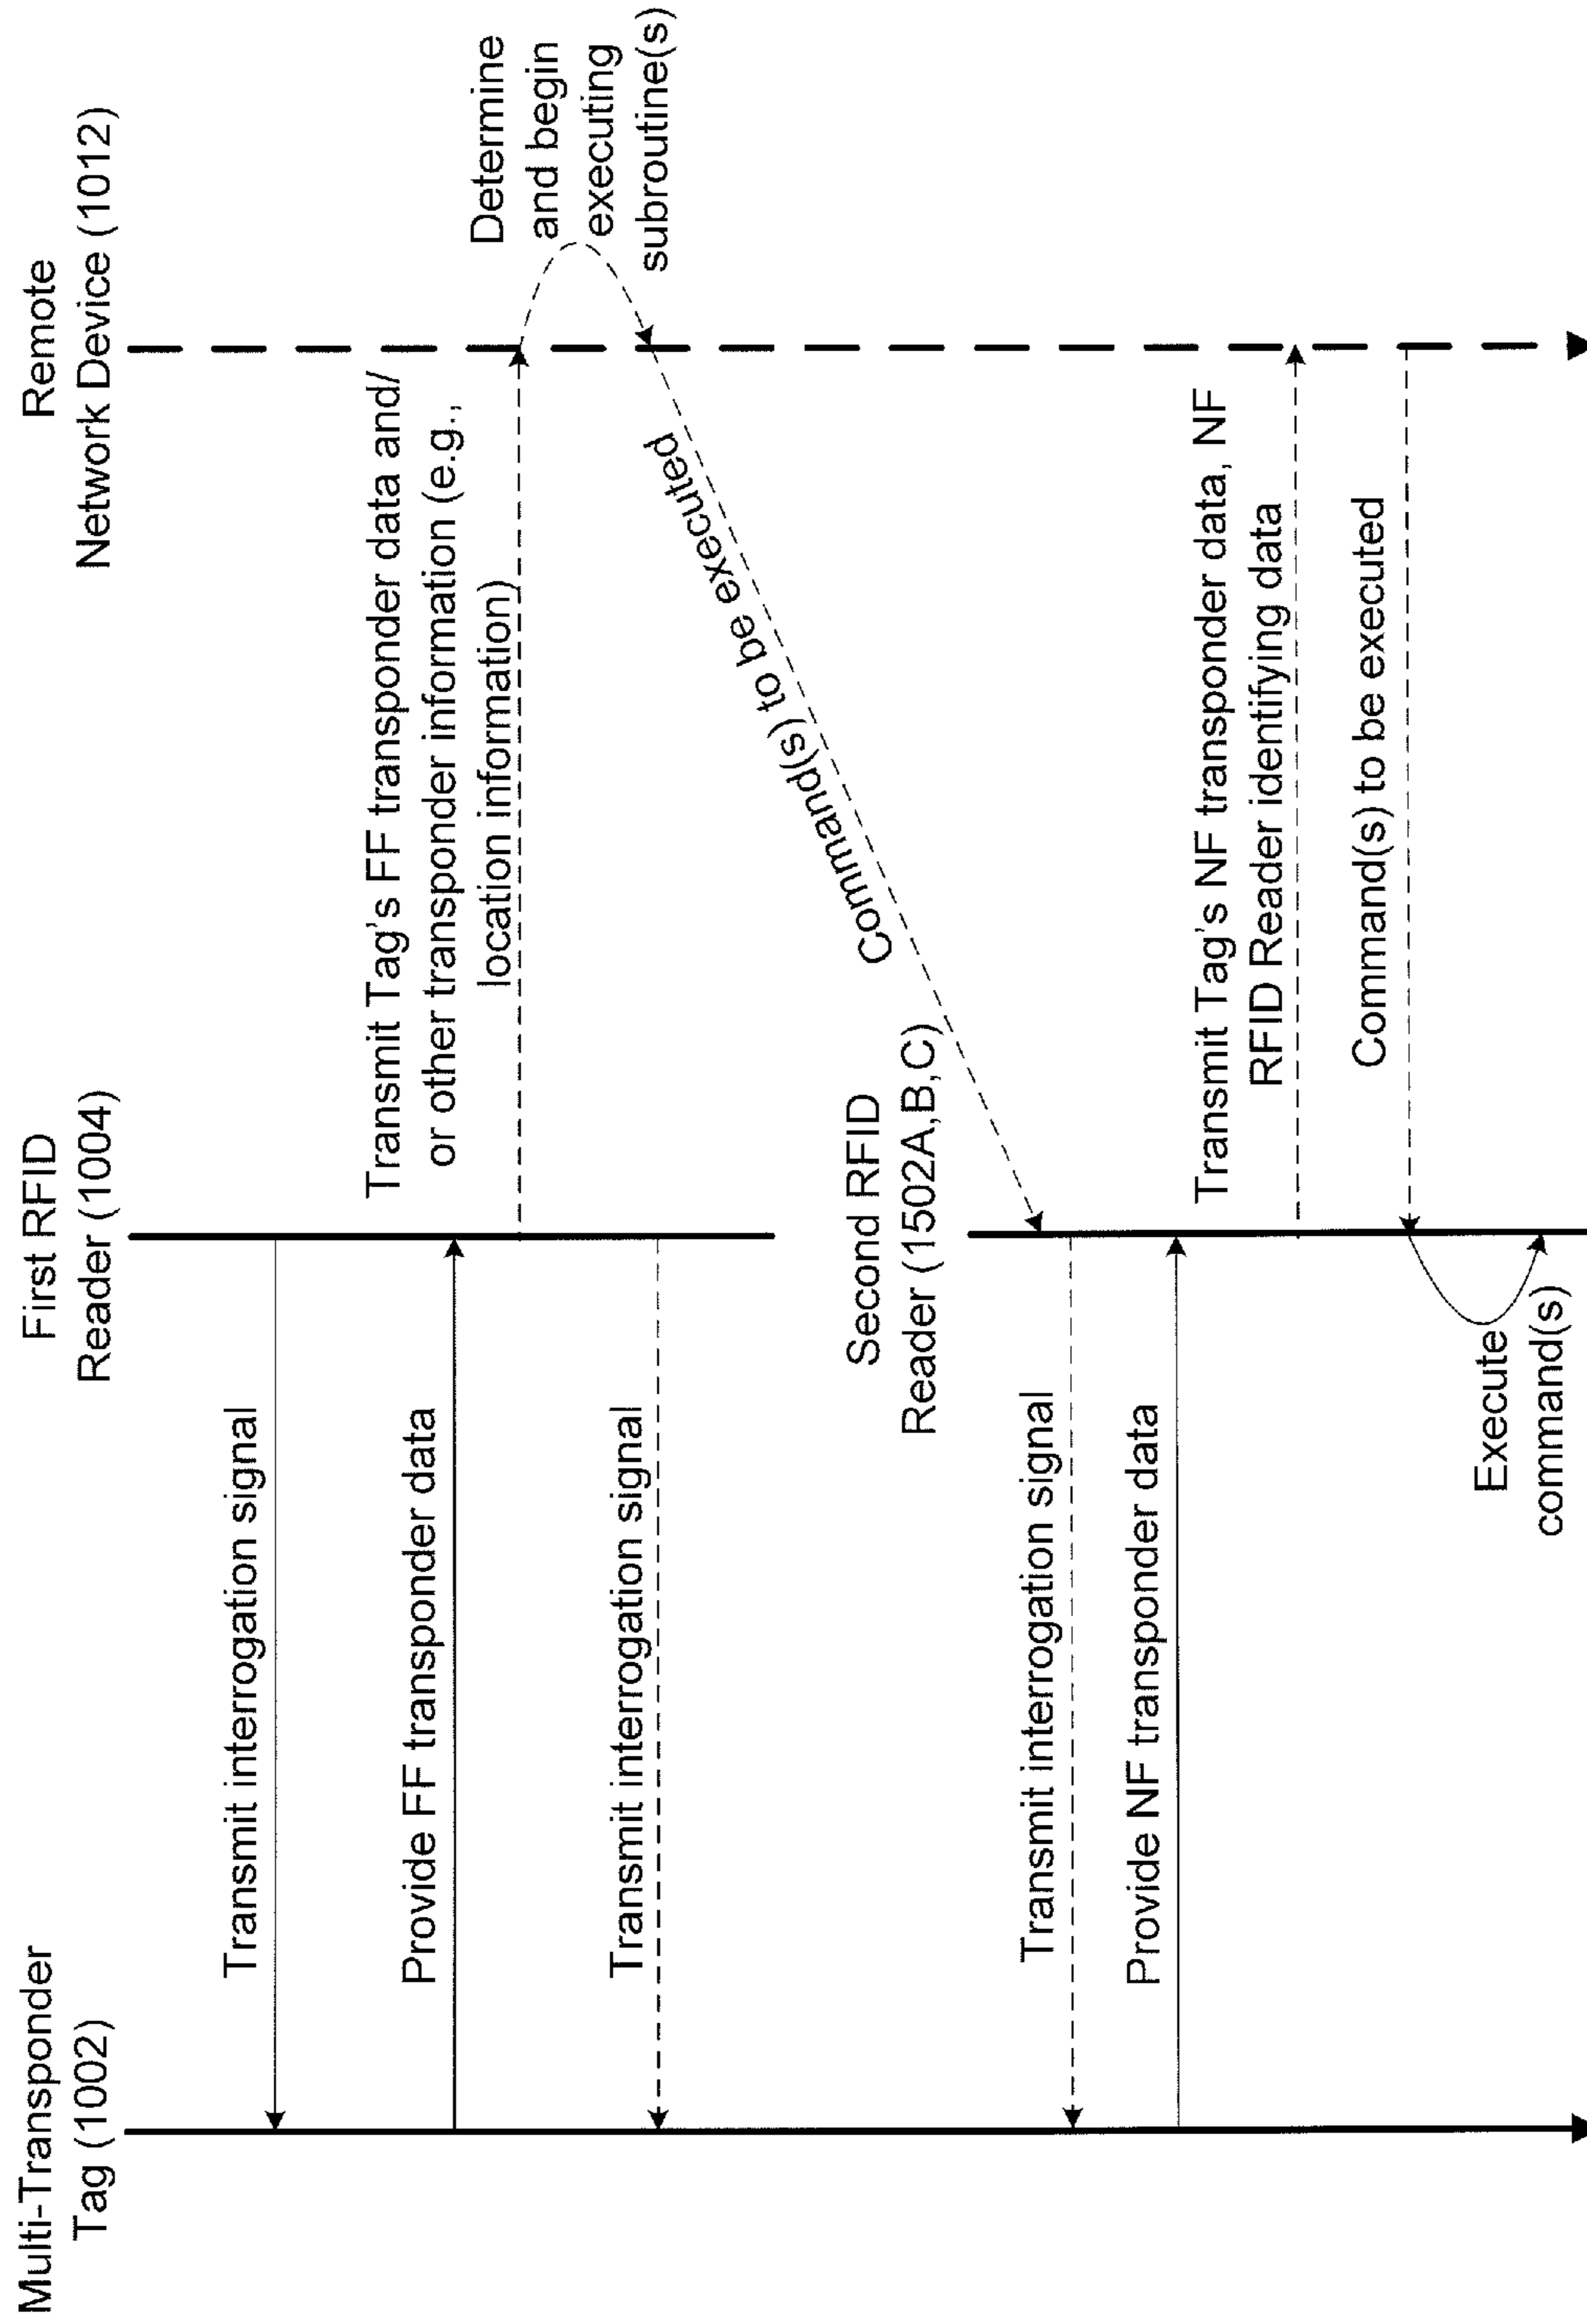 Multi-Transponder
Tag (1002)
First RFID
Reader (1004)
Remote
Network Device (1012)
Transmit interrogation signal
Provide FF transponder data
Transmit Tag's FF transponder data and/
or other transponder information (e.g.,
location information)
Determine
and begin
executing
subroutine(s)
Transmit interrogation signal
Command(s) to be executed
Second RFID
Reader (1502A,B,C)
Transmit interrogation signal
Provide NF transponder data
Transmit Tag's NF transponder data, NF
RFID Reader identifying data
Command(s) to be executed
Execute
command(s)